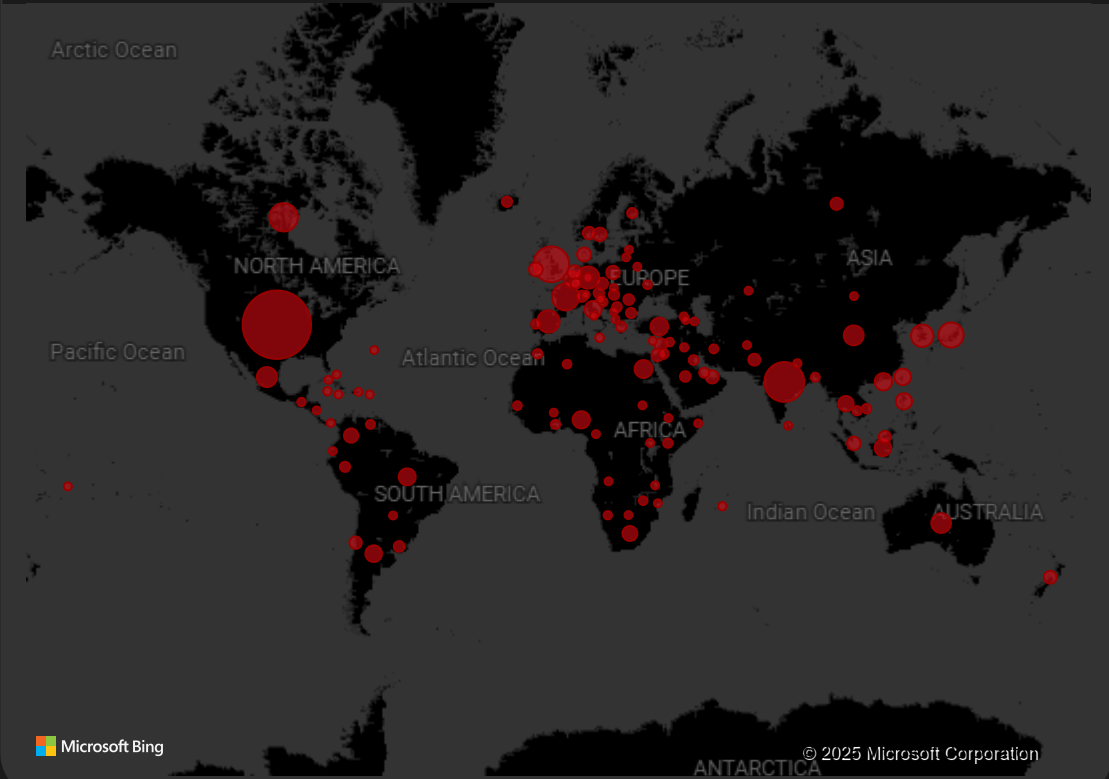 Arctic Ocean
NORTH AMERICA
ASIA
EUROPE
Pacific Ocean
Atlantic Ocean
AFRICA
SOUTH AMERICA
Indian Ocean
AUSTRALIA
Microsoft Bing
© 2025 Microsoft Corporation
ANTARCTICA